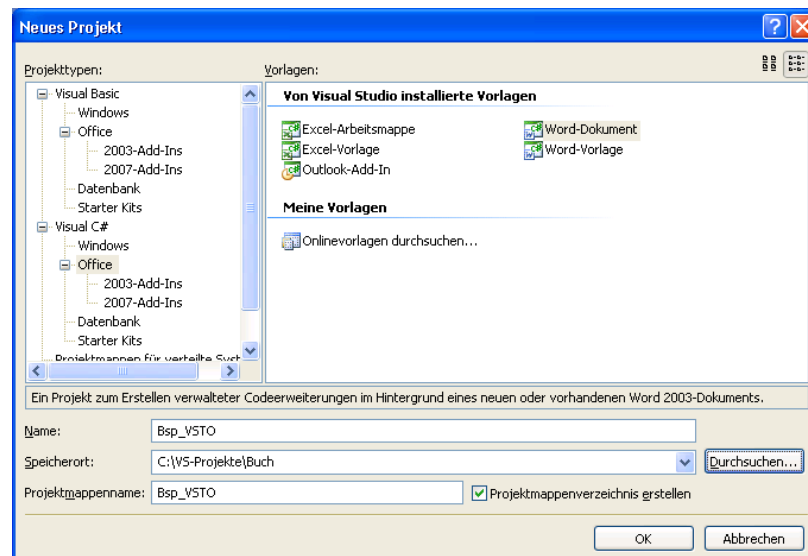 Neues Projekt
Projekttypen:
Vorlagen:
Visual Basic
Windows
Office
2003-Add-Ins
2007-Add-Ins
Datenbank
Starter Kits
Visual C#
Windows
Office
2003-Add-Ins
2007-Add-Ins
Datenbank
Starter Kits
Projektmappen für verteilte Syst
Von Visual Studio installierte Vorlagen
Excel-Arbeitsmappe
Word-Dokument
Excel-Vorlage
Word-Vorlage
Outlook-Add-In
Meine Vorlagen
Onlinevorlagen durchsuchen...
Ein Projekt zum Erstellen verwalteter Codeerweiterungen im Hintergrund eines neuen oder vorhandenen Word 2003-Dokuments.
Name: Bsp_VSTO
Speicherort: C:\VS-Projekte\Buch Durchsuchen...
Projektmappenname: Bsp_VSTO Projektmappenverzeichnis erstellen
OK Abbrechen